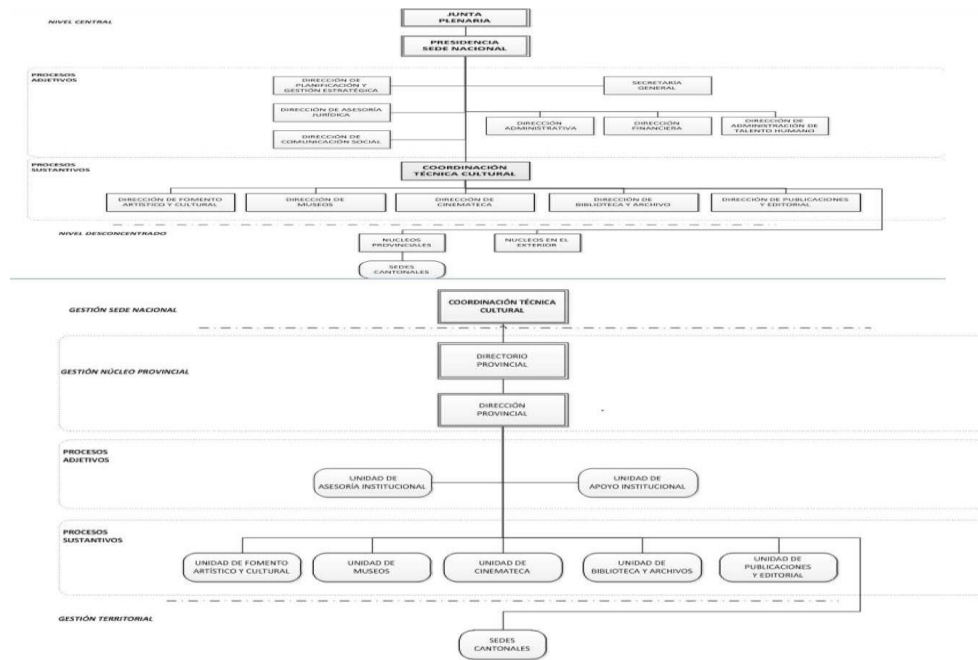 NIVEL CENTRAL
JUNTA
PLENARIA
PRESIDENCIA
SEDE NACIONAL
PROCESOS
ADJETIVOS
DIRECCIÓN DE
PLANIFICACIÓN Y
GESTIÓN ESTRATÉGICA
SECRETARÍA
GENERAL
DIRECCIÓN DE ASESORÍA
JURÍDICA
DIRECCIÓN
ADMINISTRATIVA
DIRECCIÓN
FINANCIERA
DIRECCIÓN DE
ADMINISTRACIÓN DE
TALENTO HUMANO
DIRECCIÓN DE
COMUNICACIÓN SOCIAL
PROCESOS
SUSTANTIVOS
COORDINACIÓN
TÉCNICA CULTURAL
DIRECCIÓN DE FOMENTO
ARTÍSTICO Y CULTURAL
DIRECCIÓN DE
MUSEOS
DIRECCIÓN DE
CINEMATECA
DIRECCIÓN DE
BIBLIOTECA Y ARCHIVO
DIRECCIÓN DE PUBLICACIONES
Y EDITORIAL
NIVEL DESCONCENTRADO
NUCLEOS
PROVINCIALES
NUCLEOS EN EL
EXTERIOR
SEDES
CANTONALES
GESTIÓN SEDE NACIONAL
COORDINACIÓN TÉCNICA
CULTURAL
GESTIÓN NÚCLEO PROVINCIAL
DIRECTORIO
PROVINCIAL
DIRECCIÓN
PROVINCIAL
PROCESOS
ADJETIVOS
UNIDAD DE
ASESORÍA INSTITUCIONAL
UNIDAD DE
APOYO INSTITUCIONAL
PROCESOS
SUSTANTIVOS
UNIDAD DE FOMENTO
ARTÍSTICO Y CULTURAL
UNIDAD DE
MUSEOS
UNIDAD DE
CINEMATECA
UNIDAD DE
BIBLIOTECA Y ARCHIVOS
UNIDAD DE
PUBLICACIONES
Y EDITORIAL
GESTIÓN TERRITORIAL
SEDES
CANTONALES